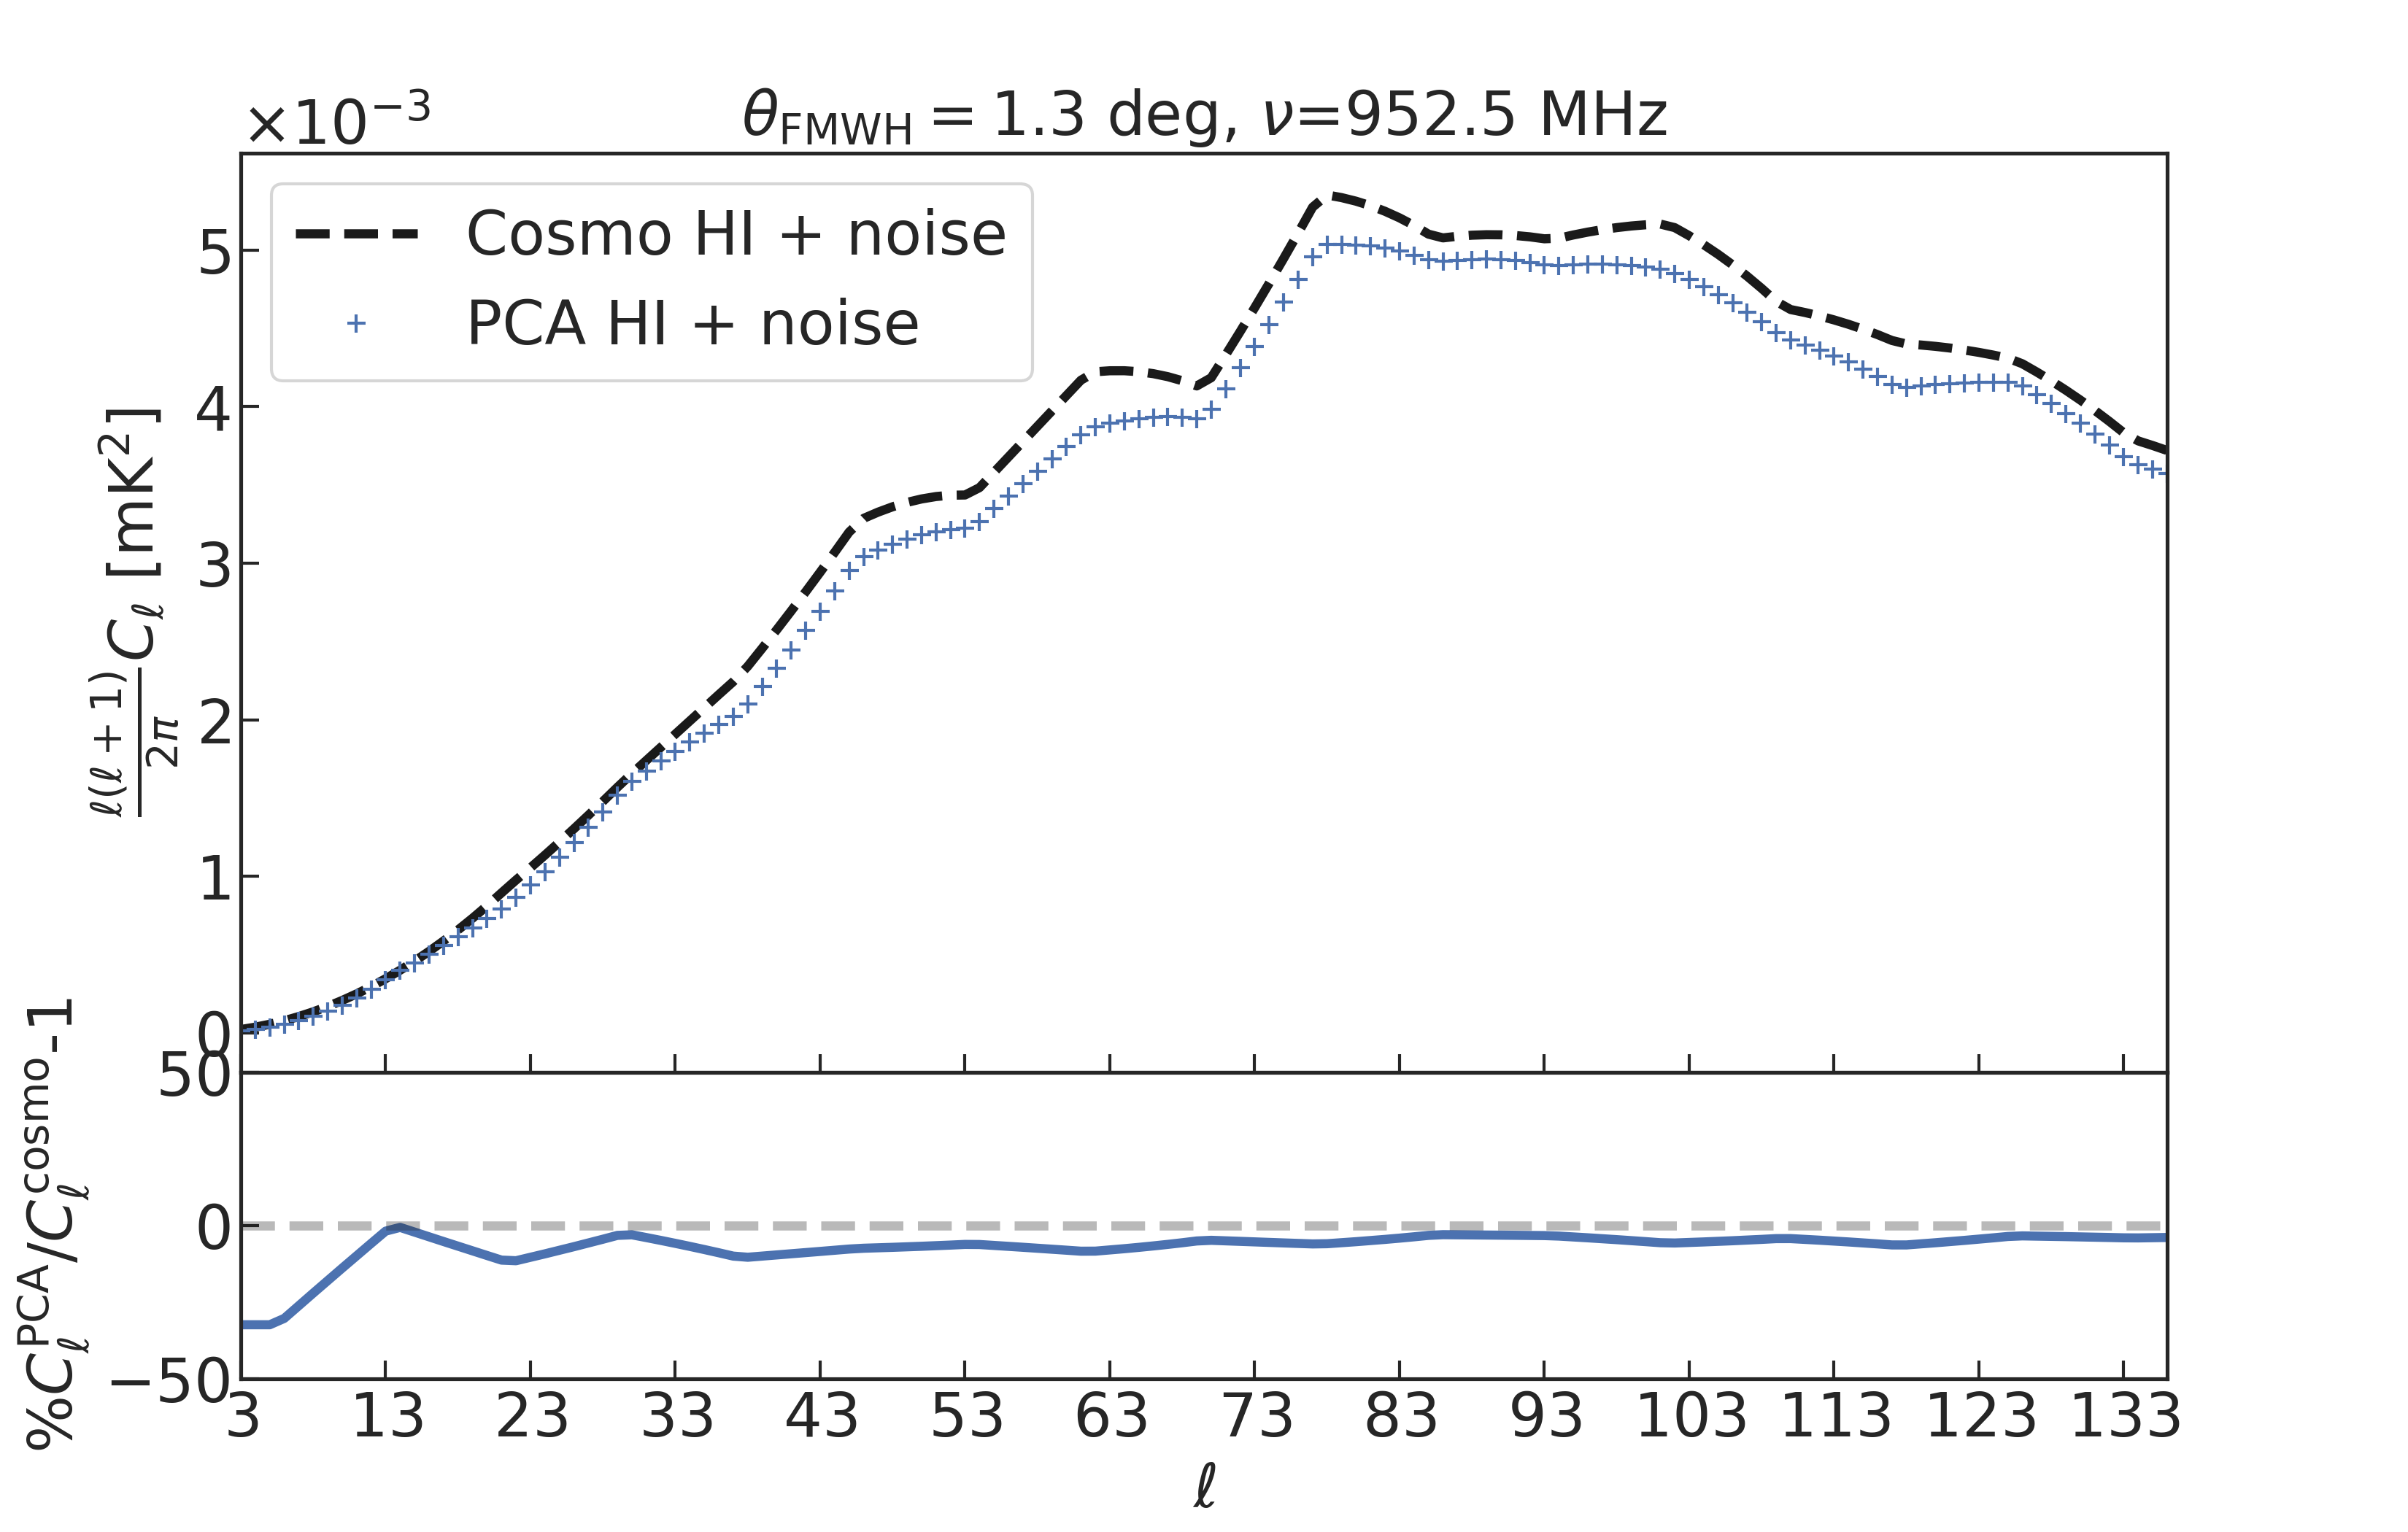 ×10⁻³
θ_FMWH = 1.3 deg, ν=952.5 MHz
Cosmo HI + noise
PCA HI + noise
ℓ(ℓ + 1)/2π C_ℓ [mK²]
5
4
3
2
1
0
%C_ℓ^PCA/C_ℓ^cosmo-1
50
0
−50
3 13 23 33 43 53 63 73 83 93 103 113 123 133
ℓ